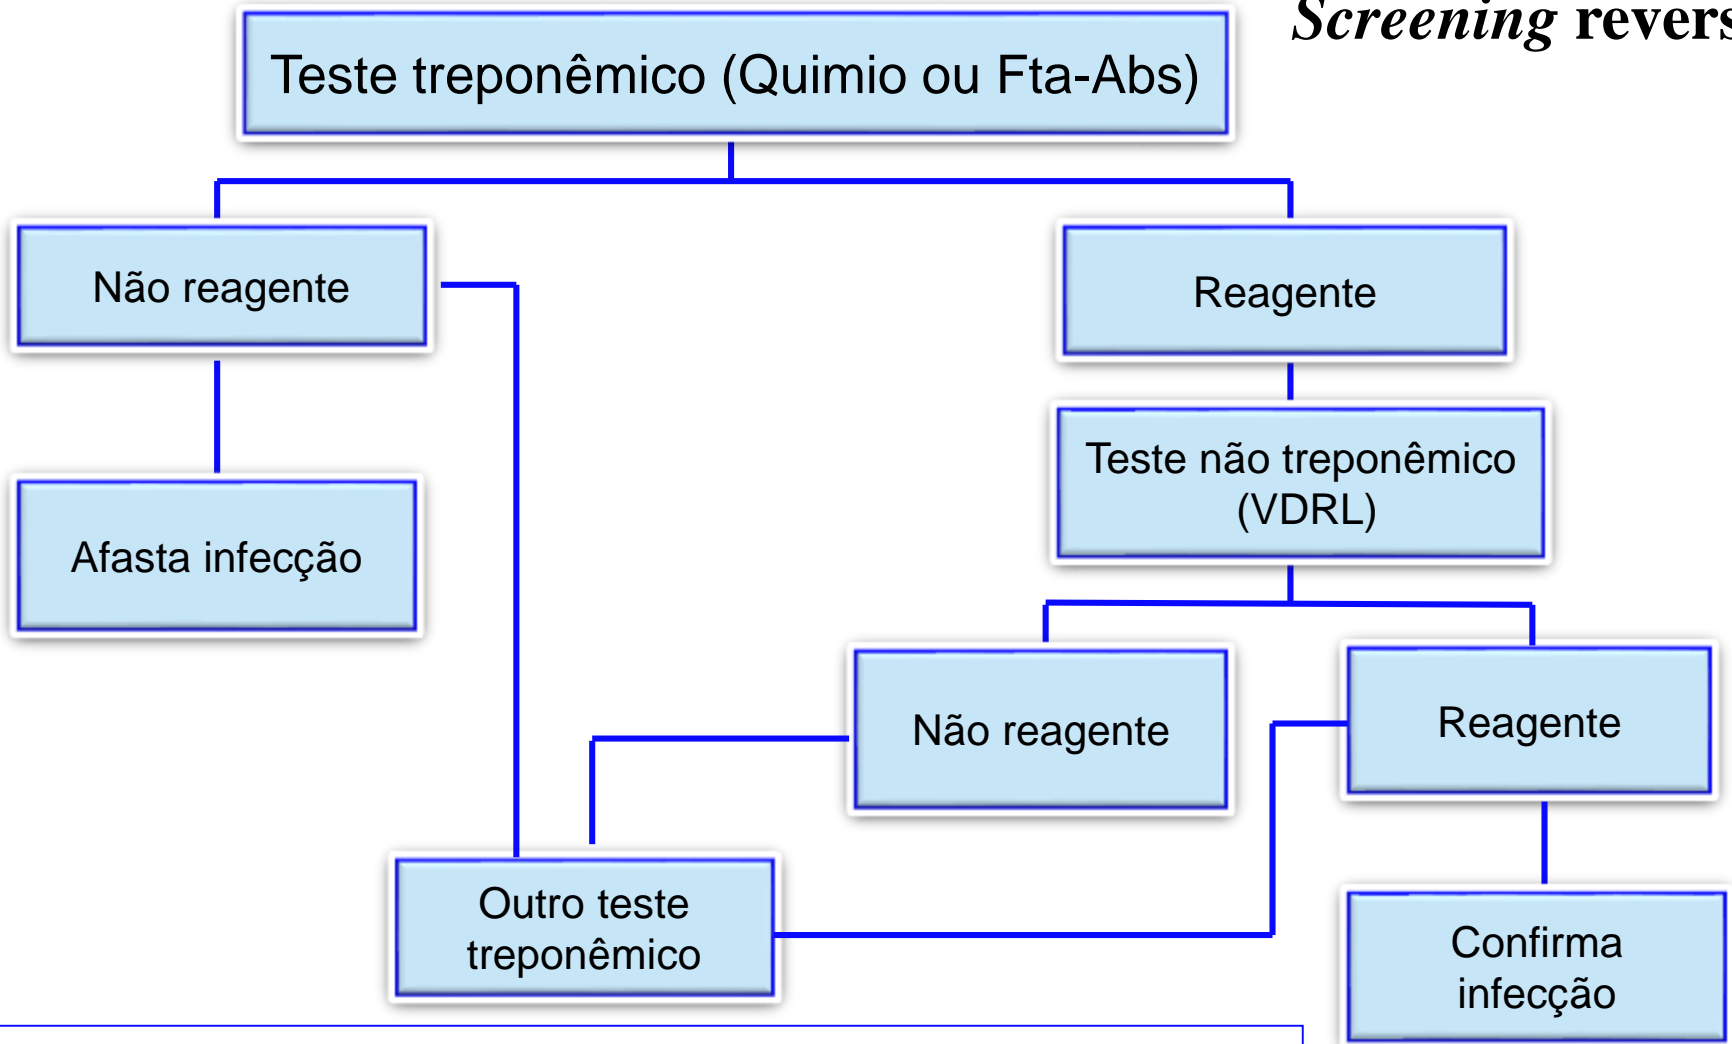 Screening
Teste treponêmico (Quimio ou Fta-Abs)
Não reagente
Reagente
Teste não treponêmico
(VDRL)
Afasta infecção
Não reagente
Reagente
Outro teste
treponêmico
Confirma
infecção